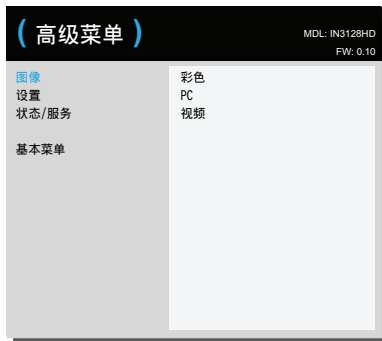 (高级菜单)
MDL: IN3128HD
FW: 0.10
图像
设置
状态/服务
基本菜单
彩色
PC
视频